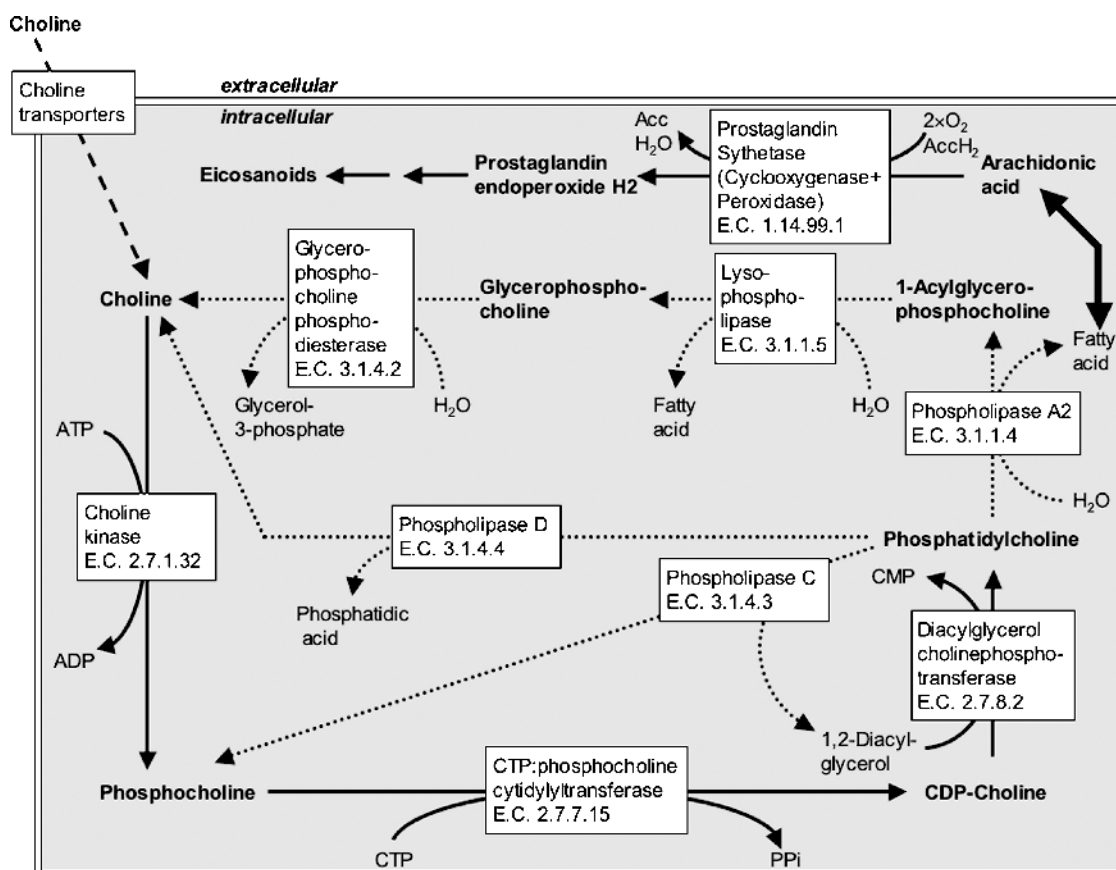 Choline
Choline
transporters
extracellular
intracellular
Eicosanoids
Prostaglandin
endoperoxide H2
Acc
H₂O
Prostaglandin
Sythetase
(Cyclooxygenase+
Peroxidase)
E.C. 1.14.99.1
2×O₂
AccH₂
Arachidonic
acid
Choline
Glycero-
phospho-
choline
phospho-
diesterase
E.C. 3.1.4.2
Glycerophospho-
choline
Lyso-
phospho-
lipase
E.C. 3.1.1.5
1-Acylglycero-
phosphocholine
Fatty
acid
Glycerol-
3-phosphate
H₂O
Fatty
acid
H₂O
Phospholipase A2
E.C. 3.1.1.4
H₂O
ATP
Choline
kinase
E.C. 2.7.1.32
ADP
Phospholipase D
E.C. 3.1.4.4
Phosphatidic
acid
Phosphatidylcholine
Phospholipase C
E.C. 3.1.4.3
CMP
Diacylglycerol
cholinephospho-
transferase
E.C. 2.7.8.2
1,2-Diacyl-
glycerol
Phosphocholine
CTP:phosphocholine
cytidylyltransferase
E.C. 2.7.7.15
CDP-Choline
CTP
PPi